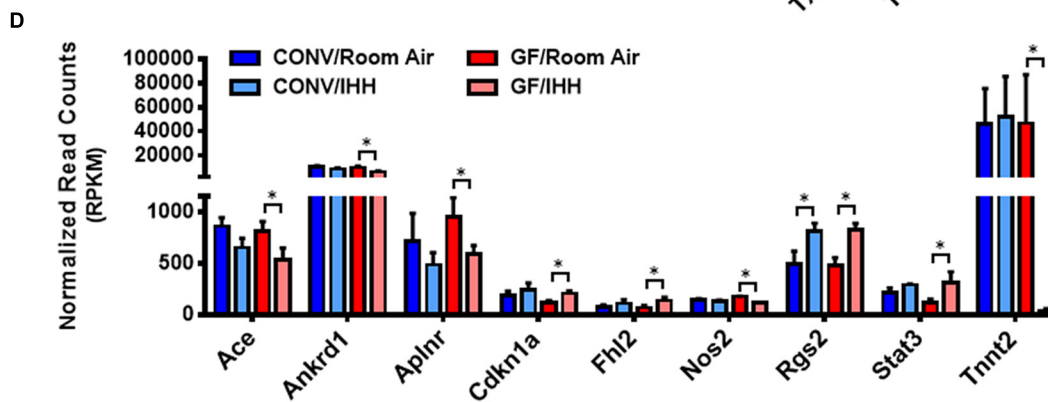 D
CONV/Room Air
GF/Room Air
CONV/IHH
GF/IHH
Normalized Read Counts
(RPKM)
100000
80000
60000
40000
20000
1000
500
0
* * * * * * * * * *
Ace
Ankrd1
Aplnr
Cdkn1a
Fhl2
Nos2
Rgs2
Stat3
Tnnt2